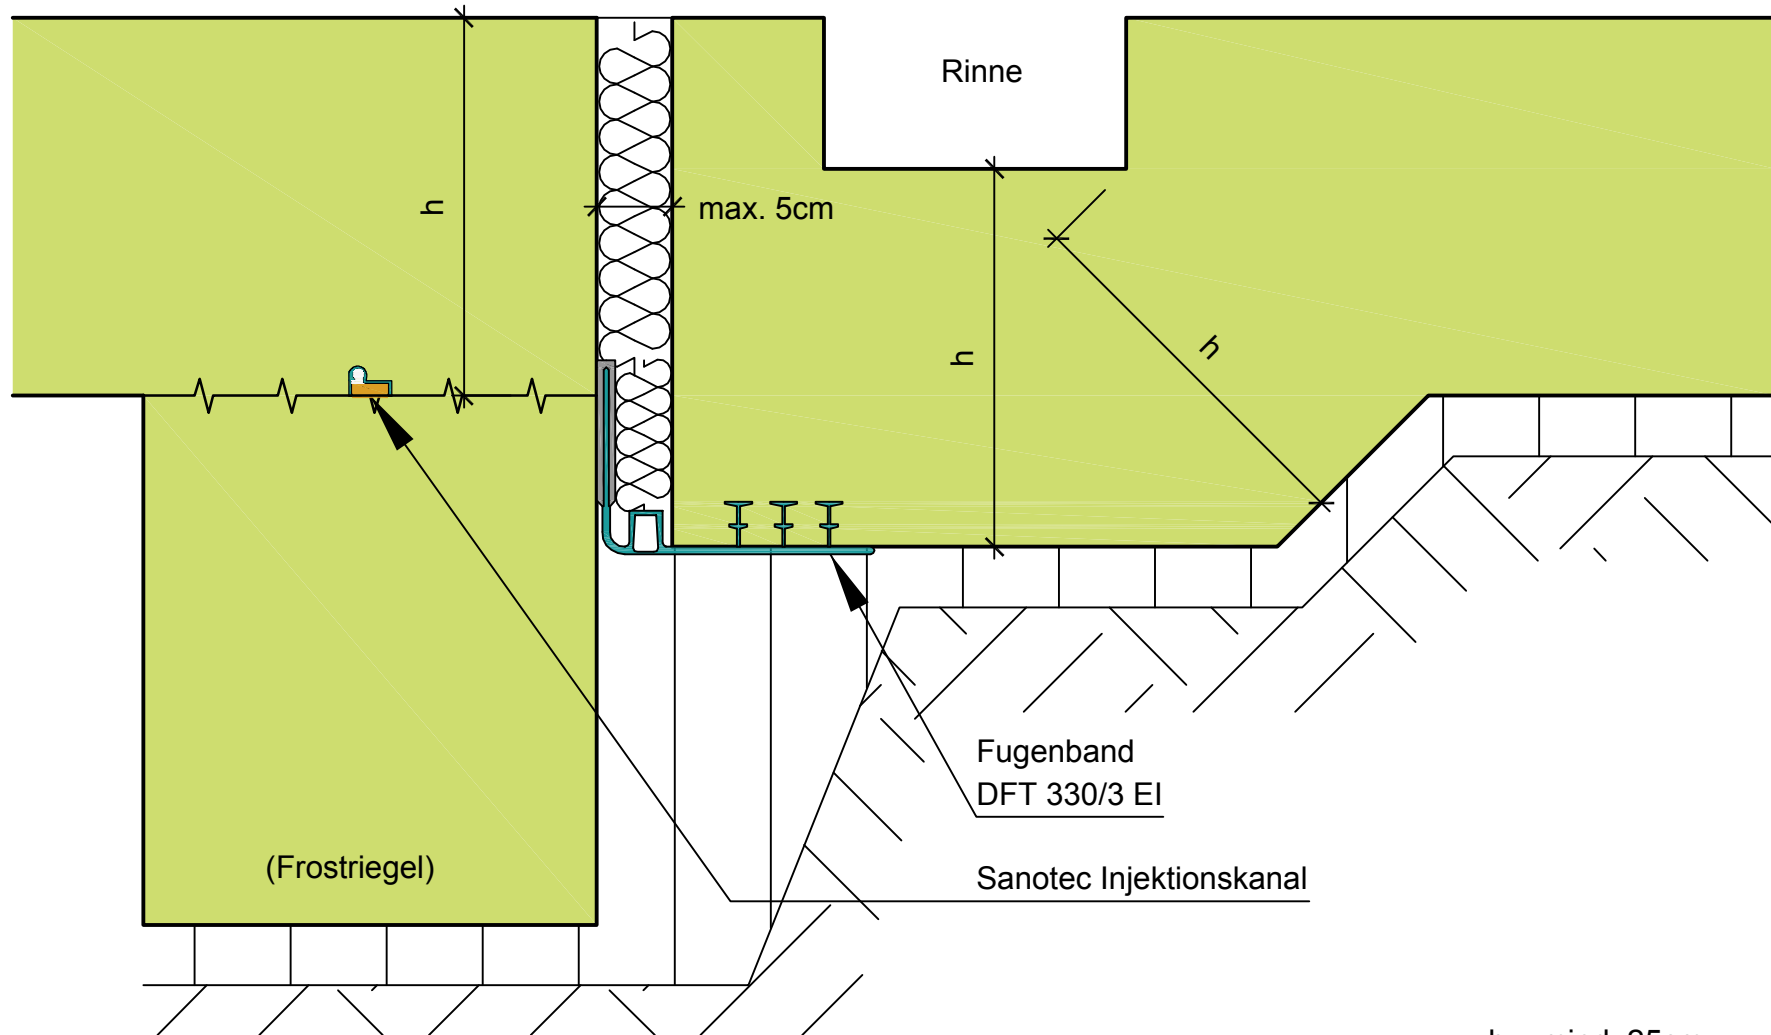 Rinne
h
max. 5cm
h
h
Fugenband
DFT 330/3 EI
(Frostriegel)
Sanotec Injektionskanal